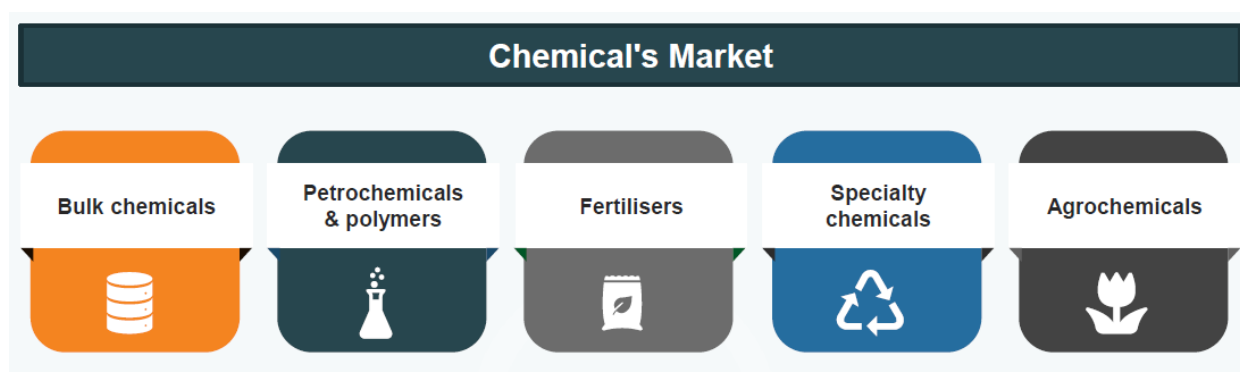 Chemical's Market
Bulk chemicals
Petrochemicals
& polymers
Fertilisers
Specialty
chemicals
Agrochemicals